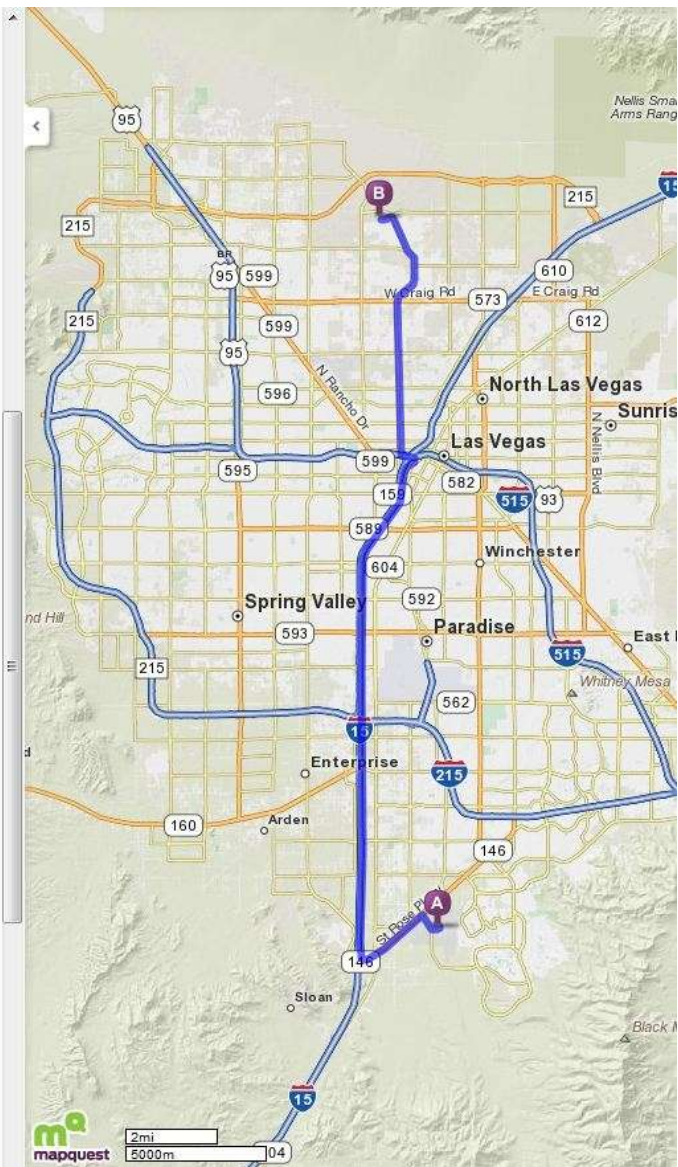 Nellis Smal
Arms Rang
95
15
B
215
215
BR
95
599
610
W Craig Rd
E Craig Rd
573
215
599
612
95
N Rancho Dr
596
North Las Vegas
N Nellis Blvd
Sunris
Las Vegas
599
595
582
159
515
93
589
Winchester
604
592
Spring Valley
nd Hill
593
Paradise
East
515
215
Whitney Mesa
562
15
d
Enterprise
215
160
Arden
146
A
St Rose
146
Sloan
Black M
15
mapquest
2mi
5000m
04